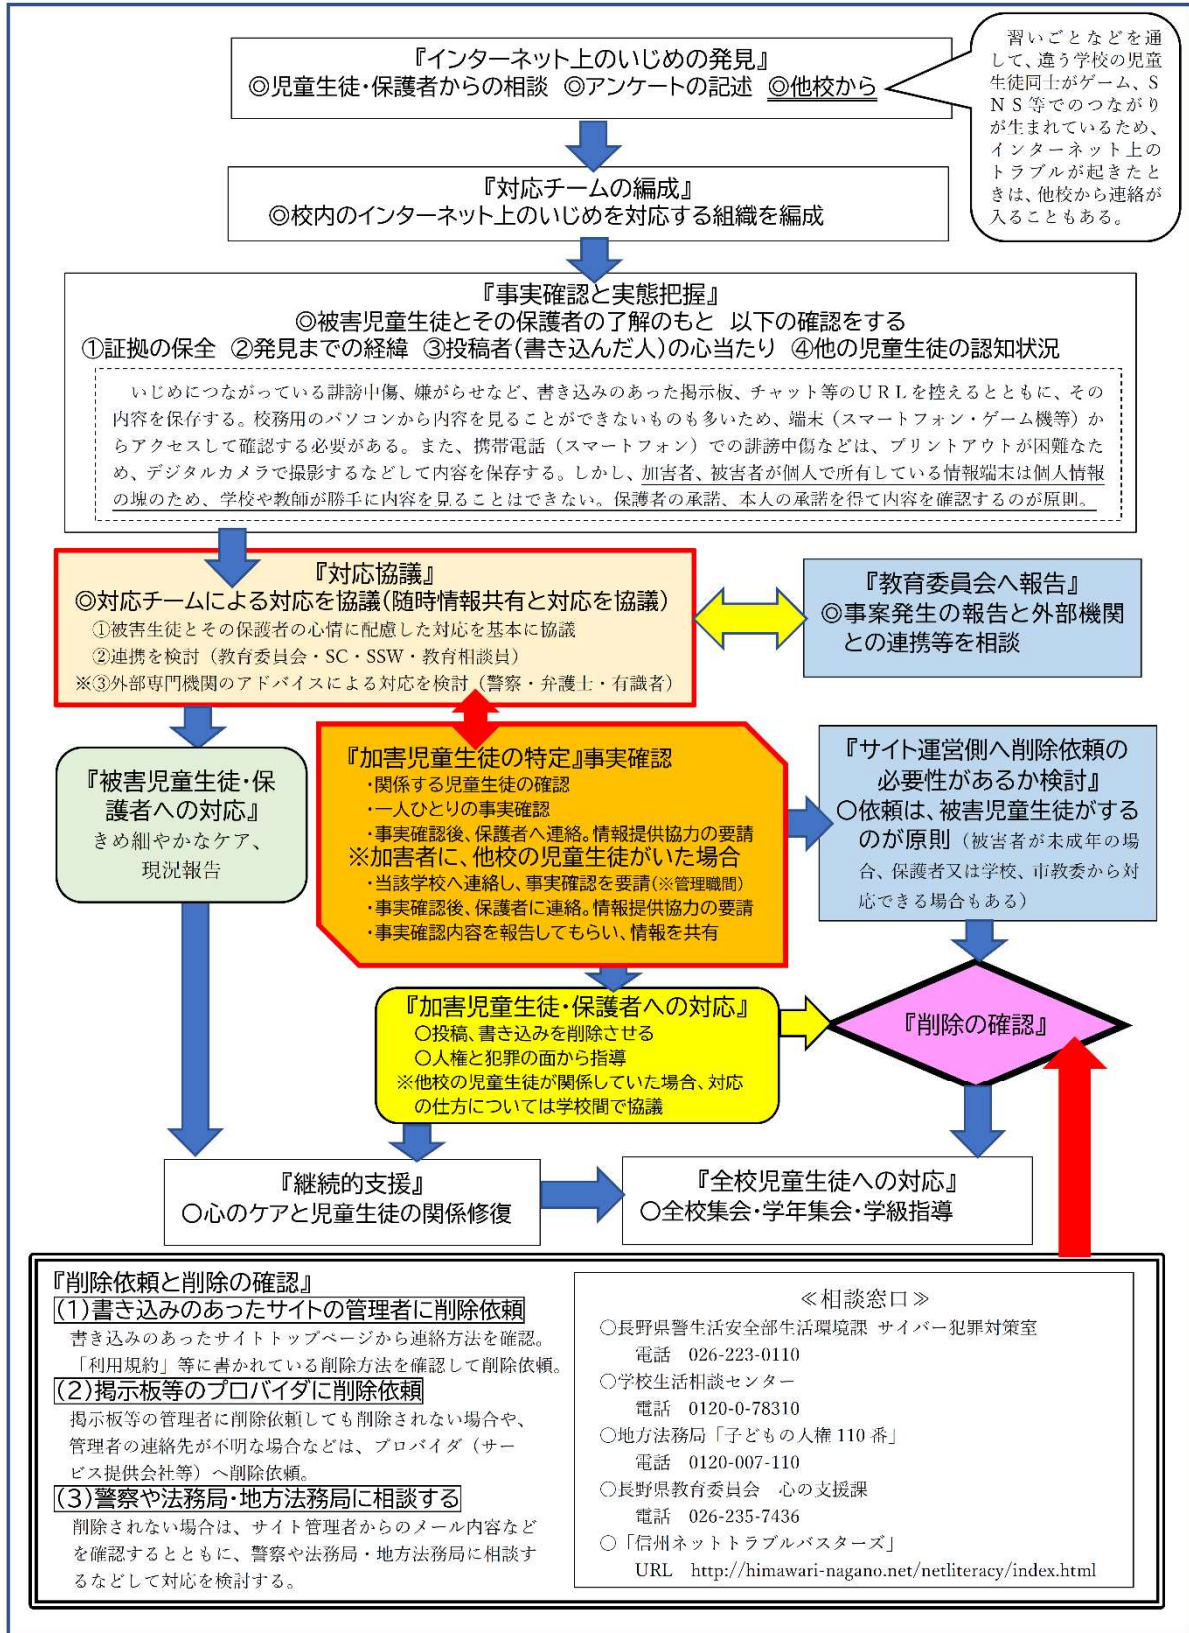 『インターネット上のいじめの発見』
◎児童生徒・保護者からの相談 ◎アンケートの記述 ◎他校から
習いごとなどを通
して、違う学校の児童
生徒同士がゲーム、S
NS等でのつながり
が生まれているため、
インターネット上の
トラブルが起きたと
きは、他校から連絡が
入ることもある。
『対応チームの編成』
◎校内のインターネット上のいじめを対応する組織を編成
『事実確認と実態把握』
◎被害児童生徒とその保護者の了解のもと 以下の確認をする
①証拠の保全 ②発見までの経緯 ③投稿者(書き込んだ人)の心当たり ④他の児童生徒の認知状況
いじめにつながっている誹謗中傷、嫌がらせなど、書き込みのあった掲示板、チャット等のURLを控えるとともに、その
内容を保存する。校務用のパソコンから内容を見ることができないものも多いため、端末（スマートフォン・ゲーム機等）か
らアクセスして確認する必要がある。また、携帯電話（スマートフォン）での誹謗中傷などは、プリントアウトが困難なた
め、デジタルカメラで撮影するなどして内容を保存する。しかし、加害者、被害者が個人で所有している情報端末は個人情報
の塊のため、学校や教師が勝手に内容を見ることはできない。保護者の承諾、本人の承諾を得て内容を確認するのが原則。
『対応協議』
◎対応チームによる対応を協議(随時情報共有と対応を協議)
①被害生徒とその保護者の心情に配慮した対応を基本に協議
②連携を検討（教育委員会・SC・SSW・教育相談員）
※③外部専門機関のアドバイスによる対応を検討（警察・弁護士・有識者）
『教育委員会へ報告』
◎事案発生の報告と外部機関
との連携等を相談
『被害児童生徒・保
護者への対応』
きめ細やかなケア、
現況報告
『加害児童生徒の特定』事実確認
・関係する児童生徒の確認
・一人ひとりの事実確認
・事実確認後、保護者へ連絡。情報提供協力の要請
※加害者に、他校の児童生徒がいた場合
・当該学校へ連絡し、事実確認を要請(※管理職間)
・事実確認後、保護者に連絡。情報提供協力の要請
・事実確認内容を報告してもらい、情報を共有
『サイト運営側へ削除依頼の
必要性があるか検討』
○依頼は、被害児童生徒がする
のが原則（被害者が未成年の場
合、保護者又は学校、市教委から対
応できる場合もある）
『加害児童生徒・保護者への対応』
○投稿、書き込みを削除させる
○人権と犯罪の面から指導
※他校の児童生徒が関係していた場合、対応
の仕方については学校間で協議
『削除の確認』
『継続的支援』
○心のケアと児童生徒の関係修復
『全校児童生徒への対応』
○全校集会・学年集会・学級指導
『削除依頼と削除の確認』
(1)書き込みのあったサイトの管理者に削除依頼
書き込みのあったサイトトップページから連絡方法を確認。
「利用規約」等に書かれている削除方法を確認して削除依頼。
(2)掲示板等のプロバイダに削除依頼
掲示板等の管理者に削除依頼しても削除されない場合や、
管理者の連絡先が不明な場合などは、プロバイダ（サー
ビス提供会社等）へ削除依頼。
(3)警察や法務局・地方法務局に相談する
削除されない場合は、サイト管理者からのメール内容など
を確認するとともに、警察や法務局・地方法務局に相談す
るなどして対応を検討する。
≪相談窓口≫
○長野県警生活安全部生活環境課 サイバー犯罪対策室
電話 026-223-0110
○学校生活相談センター
電話 0120-0-78310
○地方法務局「子どもの人権110番」
電話 0120-007-110
○長野県教育委員会 心の支援課
電話 026-235-7436
○「信州ネットトラブルバスターズ」
URL http://himawari-nagano.net/netliteracy/index.html